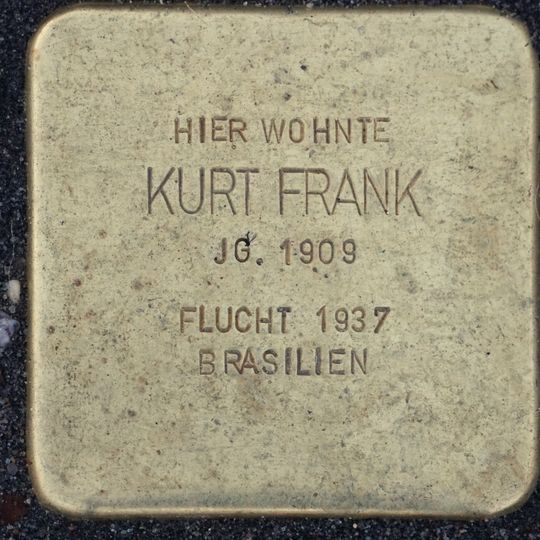 HIER WOHNTE
KURT FRANK
JG. 1909
FLUCHT 1937
BRASILIEN